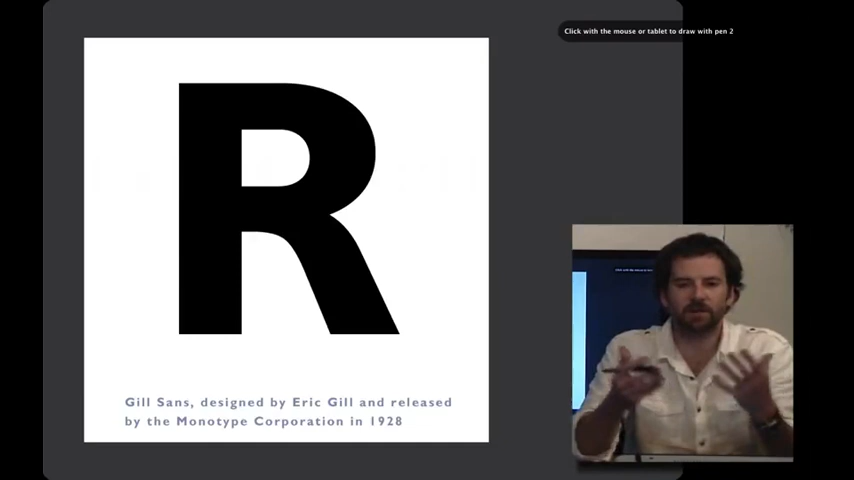 Click with the mouse or tablet to draw with pen 2
R
Gill Sans, designed by Eric Gill and released
by the Monotype Corporation in 1928